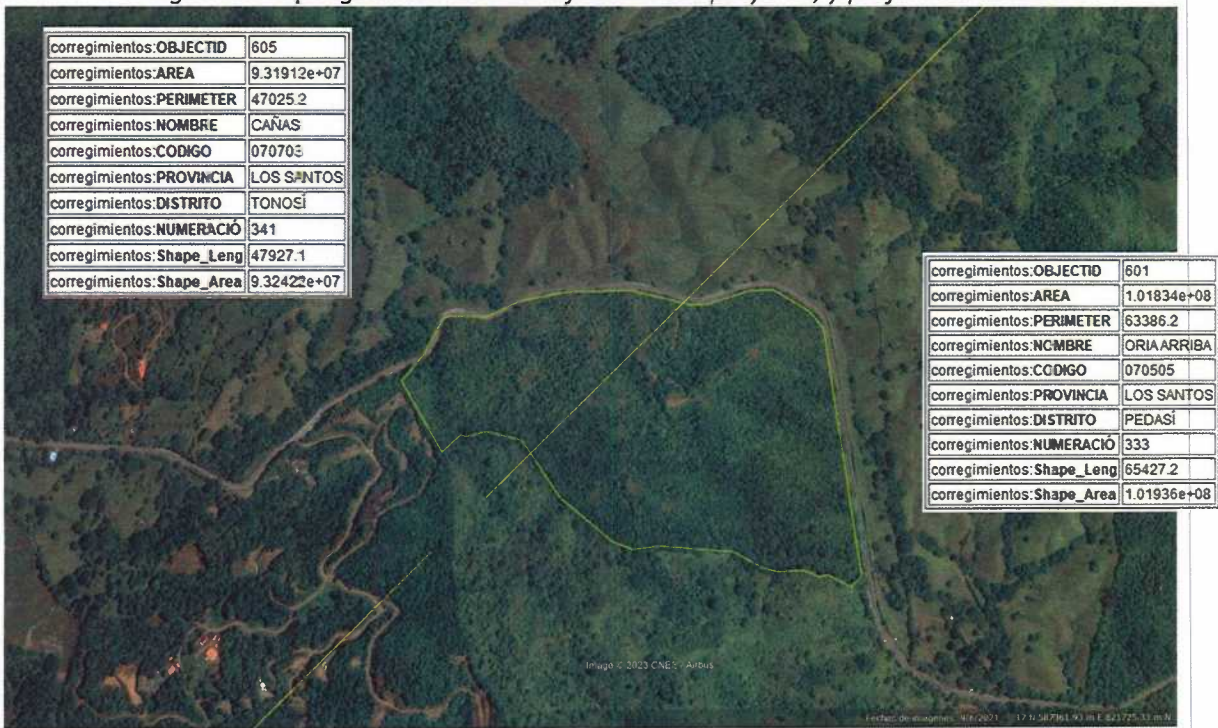 corregimientos:OBJECTID 605
corregimientos:AREA 9.31912e+07
corregimientos:PERIMETER 47025.2
corregimientos:NOMBRE CAÑAS
corregimientos:CODIGO 070703
corregimientos:PROVINCIA LOS SANTOS
corregimientos:DISTRITO TONOSÍ
corregimientos:NUMERACIÓ 341
corregimientos:Shape_Leng 47927.1
corregimientos:Shape_Area 9.32422e+07
corregimientos:OBJECTID 601
corregimientos:AREA 1.01834e+08
corregimientos:PERIMETER 63386.2
corregimientos:NOMBRE ORIA ARRIBA
corregimientos:CODIGO 070505
corregimientos:PROVINCIA LOS SANTOS
corregimientos:DISTRITO PEDASÍ
corregimientos:NUMERACIÓ 333
corregimientos:Shape_Leng 65427.2
corregimientos:Shape_Area 1.01936e+08
Image © 2023 CNES / Airbus